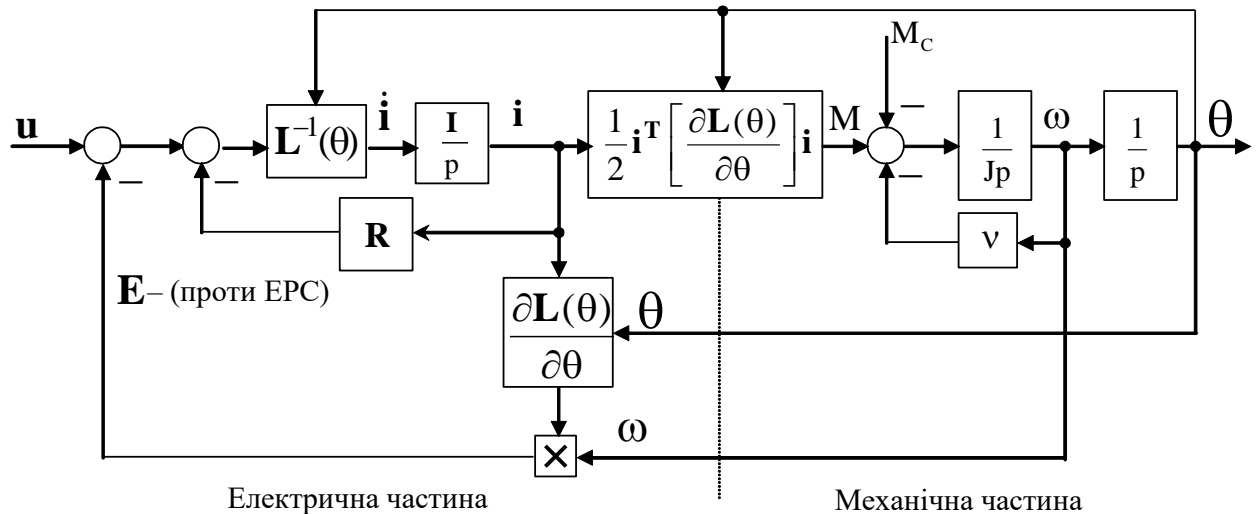 M_C
u
−
−
L⁻¹(θ)
i̇
I/p
i
1/2 iᵀ [∂L(θ)/∂θ] i
M
−
−
1/Jp
ω
1/p
θ
R
ν
E – (проти ЕРС)
∂L(θ)/∂θ
θ
×
ω
Електрична частина
Механічна частина